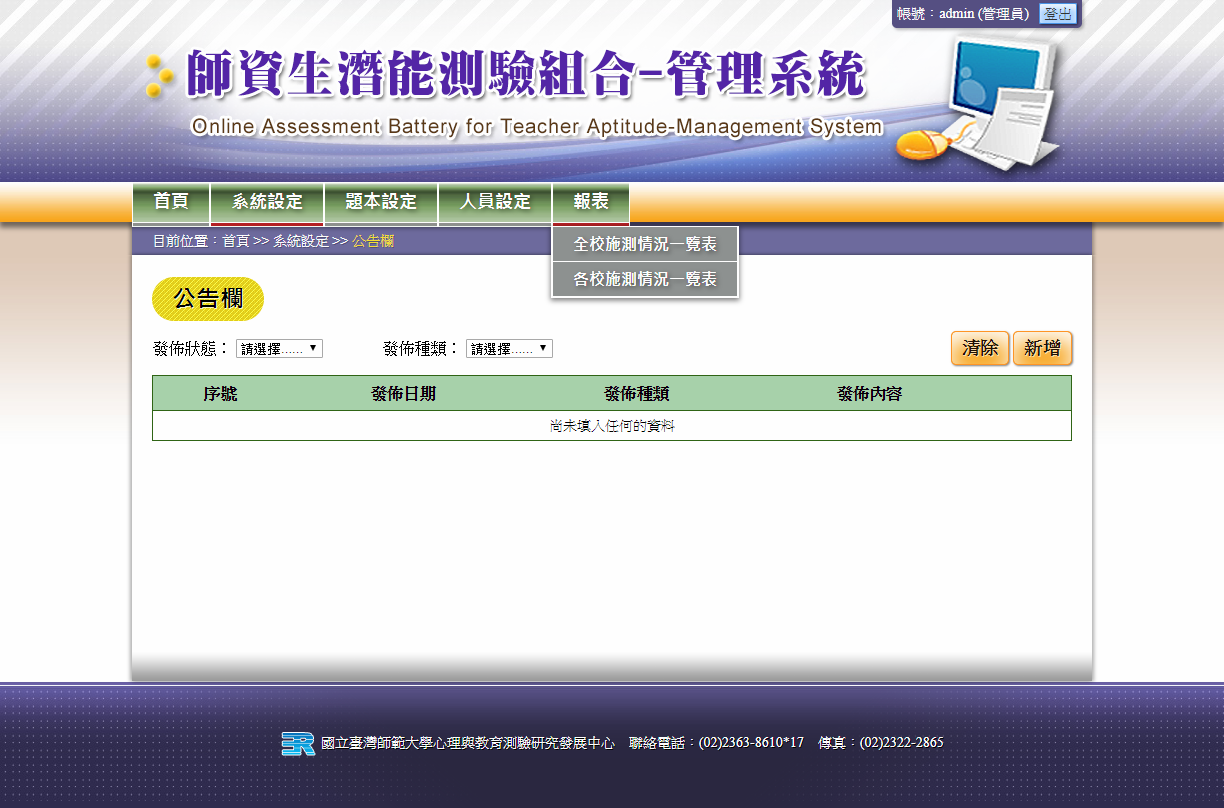 帳號：admin (管理員) 登出
師資生潛能測驗組合-管理系統
Online Assessment Battery for Teacher Aptitude-Management System
首頁 系統設定 題本設定 人員設定 報表
目前位置：首頁 >> 系統設定 >> 公告欄
全校施測情況一覽表
各校施測情況一覽表
公告欄
發佈狀態： 請選擇...... 發佈種類： 請選擇...... 清除 新增
序號 發佈日期 發佈種類 發佈內容
尚未填入任何的資料
國立臺灣師範大學心理與教育測驗研究發展中心 聯絡電話：(02)2363-8610*17 傳真：(02)2322-2865